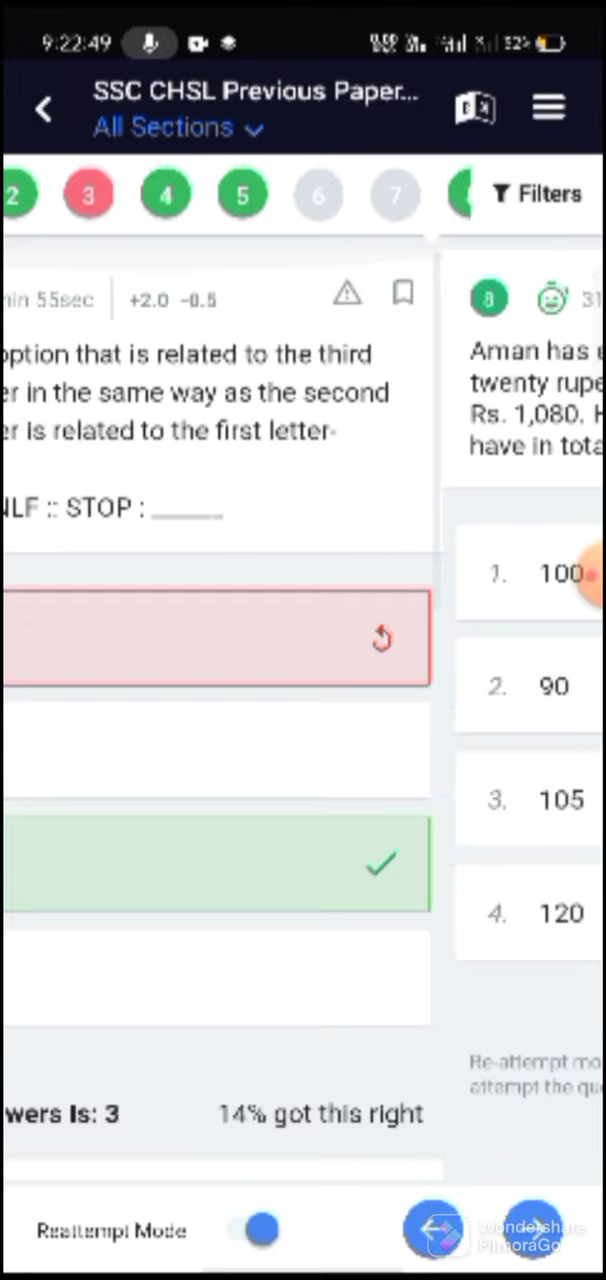 9:22:49
52%
SSC CHSL Previous Paper...
All Sections
2 3 4 5 6 7
Filters
in 55sec +2.0 -0.5
option that is related to the third
er in the same way as the second
er is related to the first letter-
NLF :: STOP : ______
wers Is: 3 14% got this right
8 31
Aman has e
twenty rupe
Rs. 1,080. H
have in tota
1. 100
2. 90
3. 105
4. 120
Re-attempt mo
attempt the qu
Reattempt Mode
Wondershare
FilmoraGo